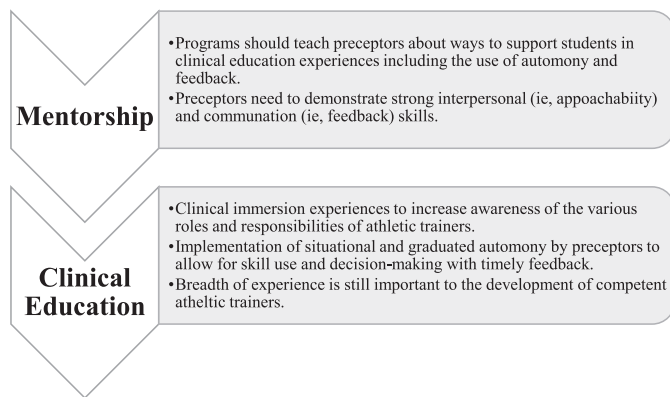 Mentorship
•Programs should teach preceptors about ways to support students in
clinical education experiences including the use of automony and
feedback.
•Preceptors need to demonstrate strong interpersonal (ie, appoachabiity)
and communation (ie, feedback) skills.
Clinical
Education
•Clinical immersion experiences to increase awareness of the various
roles and responsibilities of athletic trainers.
•Implementation of situational and graduated automony by preceptors to
allow for skill use and decision-making with timely feedback.
•Breadth of experience is still important to the development of competent
atheltic trainers.